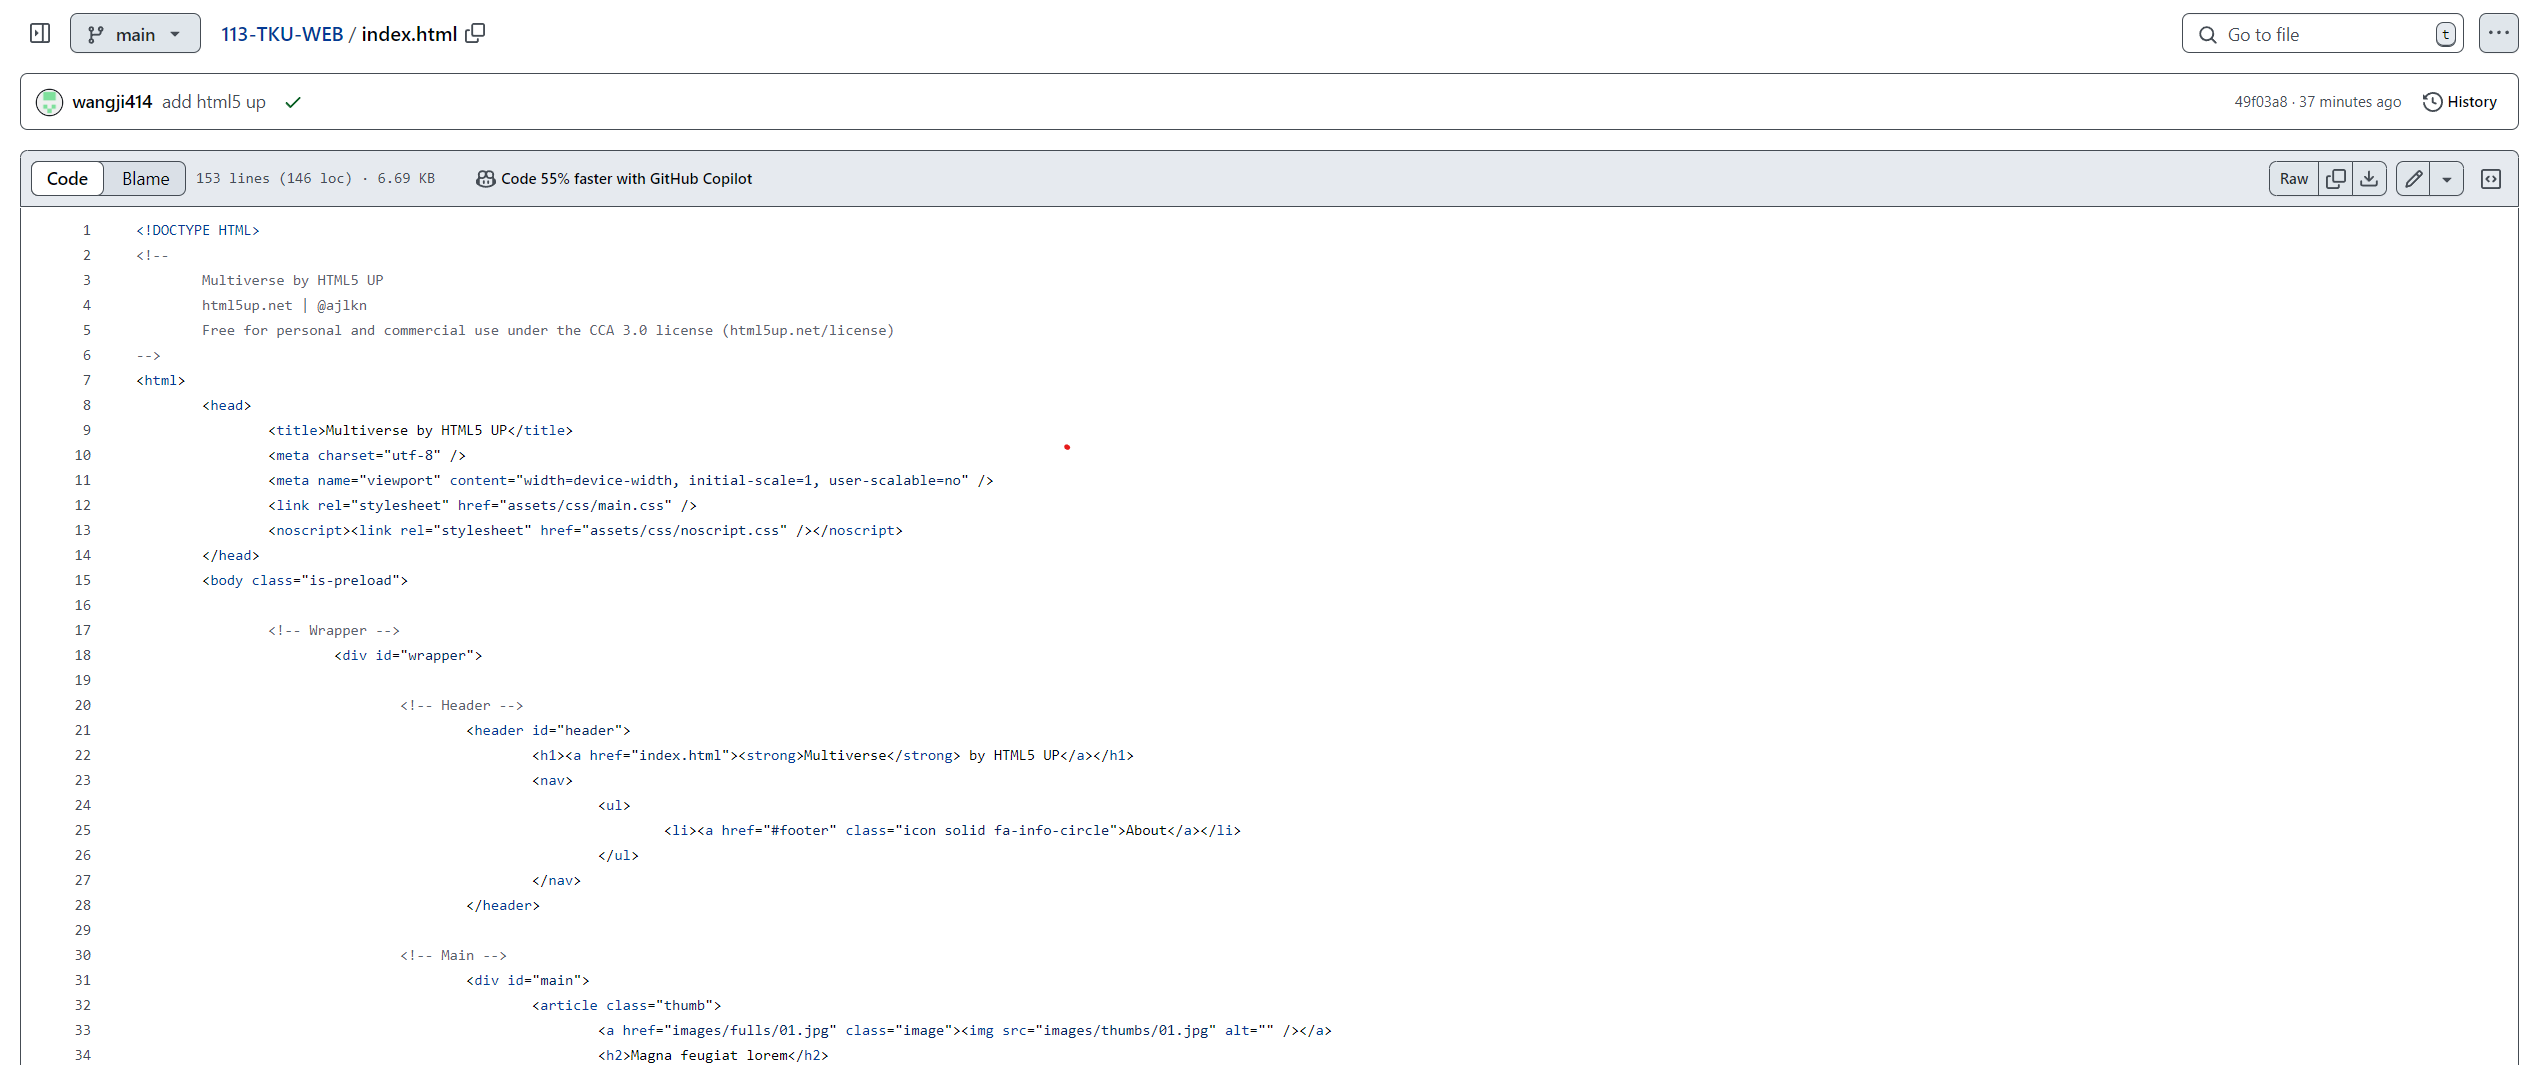 main
113-TKU-WEB / index.html
Go to file
t
wangji414 add html5 up
49f03a8 · 37 minutes ago
History
Code
Blame
153 lines (146 loc) · 6.69 KB
Code 55% faster with GitHub Copilot
Raw
1 <!DOCTYPE HTML>
2 <!--
3 Multiverse by HTML5 UP
4 html5up.net | @ajlkn
5 Free for personal and commercial use under the CCA 3.0 license (html5up.net/license)
6 -->
7 <html>
8 <head>
9 <title>Multiverse by HTML5 UP</title>
10 <meta charset="utf-8" />
11 <meta name="viewport" content="width=device-width, initial-scale=1, user-scalable=no" />
12 <link rel="stylesheet" href="assets/css/main.css" />
13 <noscript><link rel="stylesheet" href="assets/css/noscript.css" /></noscript>
14 </head>
15 <body class="is-preload">
16
17 <!-- Wrapper -->
18 <div id="wrapper">
19
20 <!-- Header -->
21 <header id="header">
22 <h1><a href="index.html"><strong>Multiverse</strong> by HTML5 UP</a></h1>
23 <nav>
24 <ul>
25 <li><a href="#footer" class="icon solid fa-info-circle">About</a></li>
26 </ul>
27 </nav>
28 </header>
29
30 <!-- Main -->
31 <div id="main">
32 <article class="thumb">
33 <a href="images/fulls/01.jpg" class="image"><img src="images/thumbs/01.jpg" alt="" /></a>
34 <h2>Magna feugiat lorem</h2>